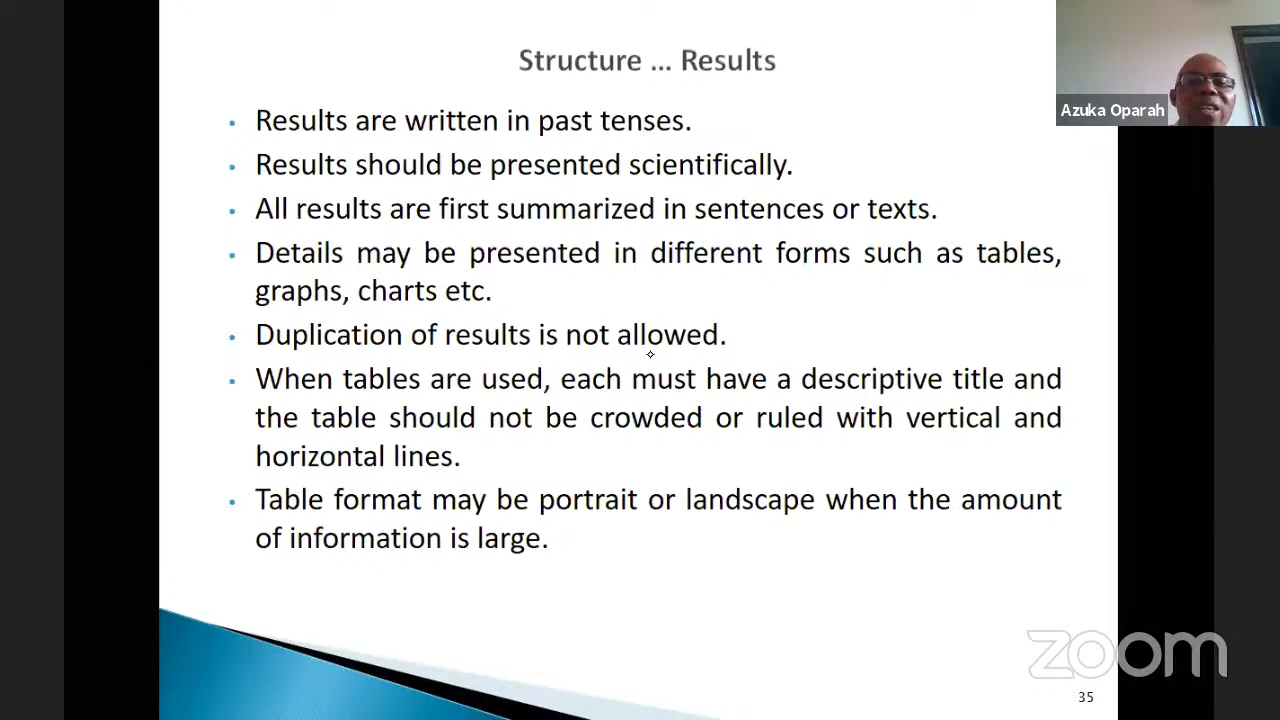 Structure ... Results
Azuka Oparah
• Results are written in past tenses.
• Results should be presented scientifically.
• All results are first summarized in sentences or texts.
• Details may be presented in different forms such as tables,
graphs, charts etc.
• Duplication of results is not allowed.
• When tables are used, each must have a descriptive title and
the table should not be crowded or ruled with vertical and
horizontal lines.
• Table format may be portrait or landscape when the amount
of information is large.
zoom
35